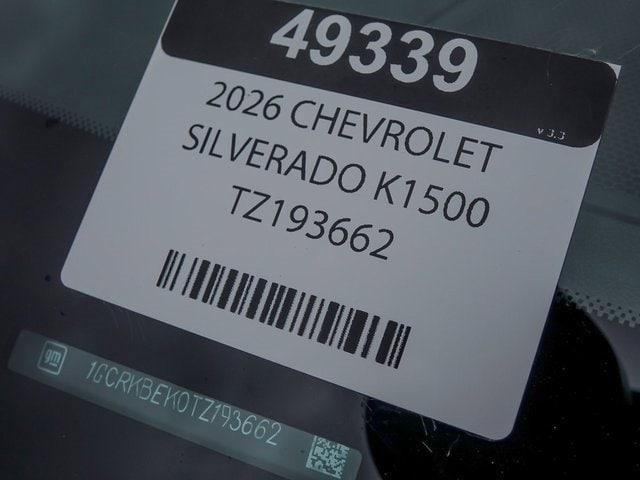 49339
v 3.3
2026 CHEVROLET
SILVERADO K1500
TZ193662
gm
1GCRKBEK0TZ193662